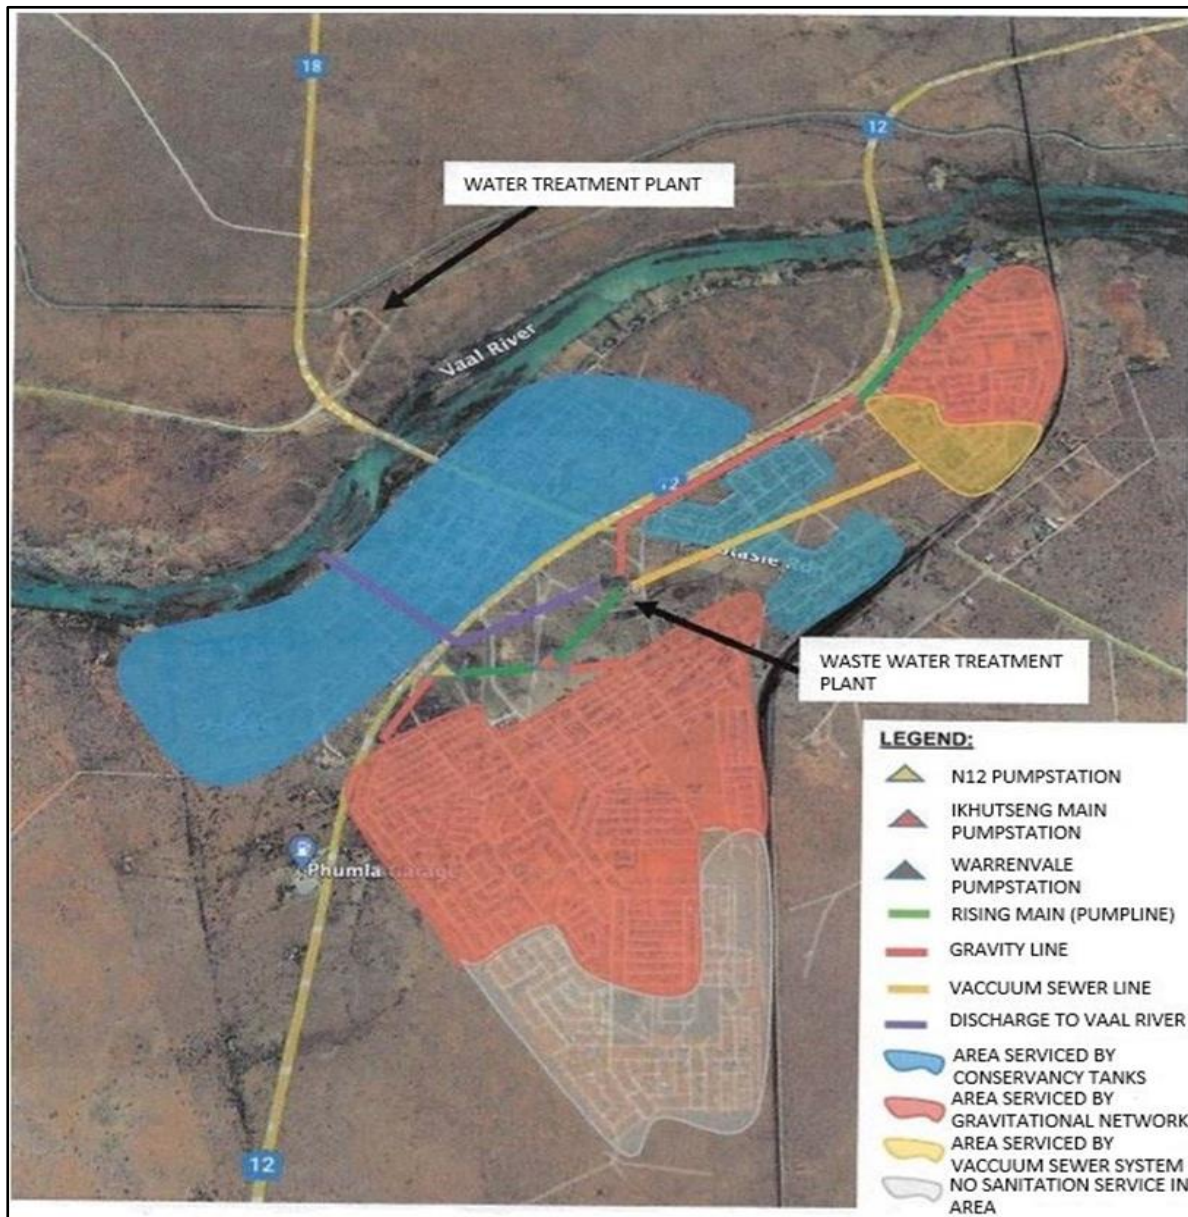 18
12
WATER TREATMENT PLANT
Vaal River
12
WASTE WATER TREATMENT
PLANT
Phumla Garage
12
LEGEND:
N12 PUMPSTATION
IKHUTSENG MAIN
PUMPSTATION
WARRENVALE
PUMPSTATION
RISING MAIN (PUMPLINE)
GRAVITY LINE
VACCUUM SEWER LINE
DISCHARGE TO VAAL RIVER
AREA SERVICED BY
CONSERVANCY TANKS
AREA SERVICED BY
GRAVITATIONAL NETWORK
AREA SERVICED BY
VACCUUM SEWER SYSTEM
NO SANITATION SERVICE IN
AREA